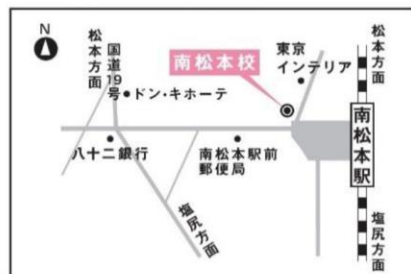 N
松本方面
国道19号
ドン・キホーテ
南松本校
東京
インテリア
松本方面
八十二銀行
南松本駅前
郵便局
南松本駅
塩尻方面
塩尻方面